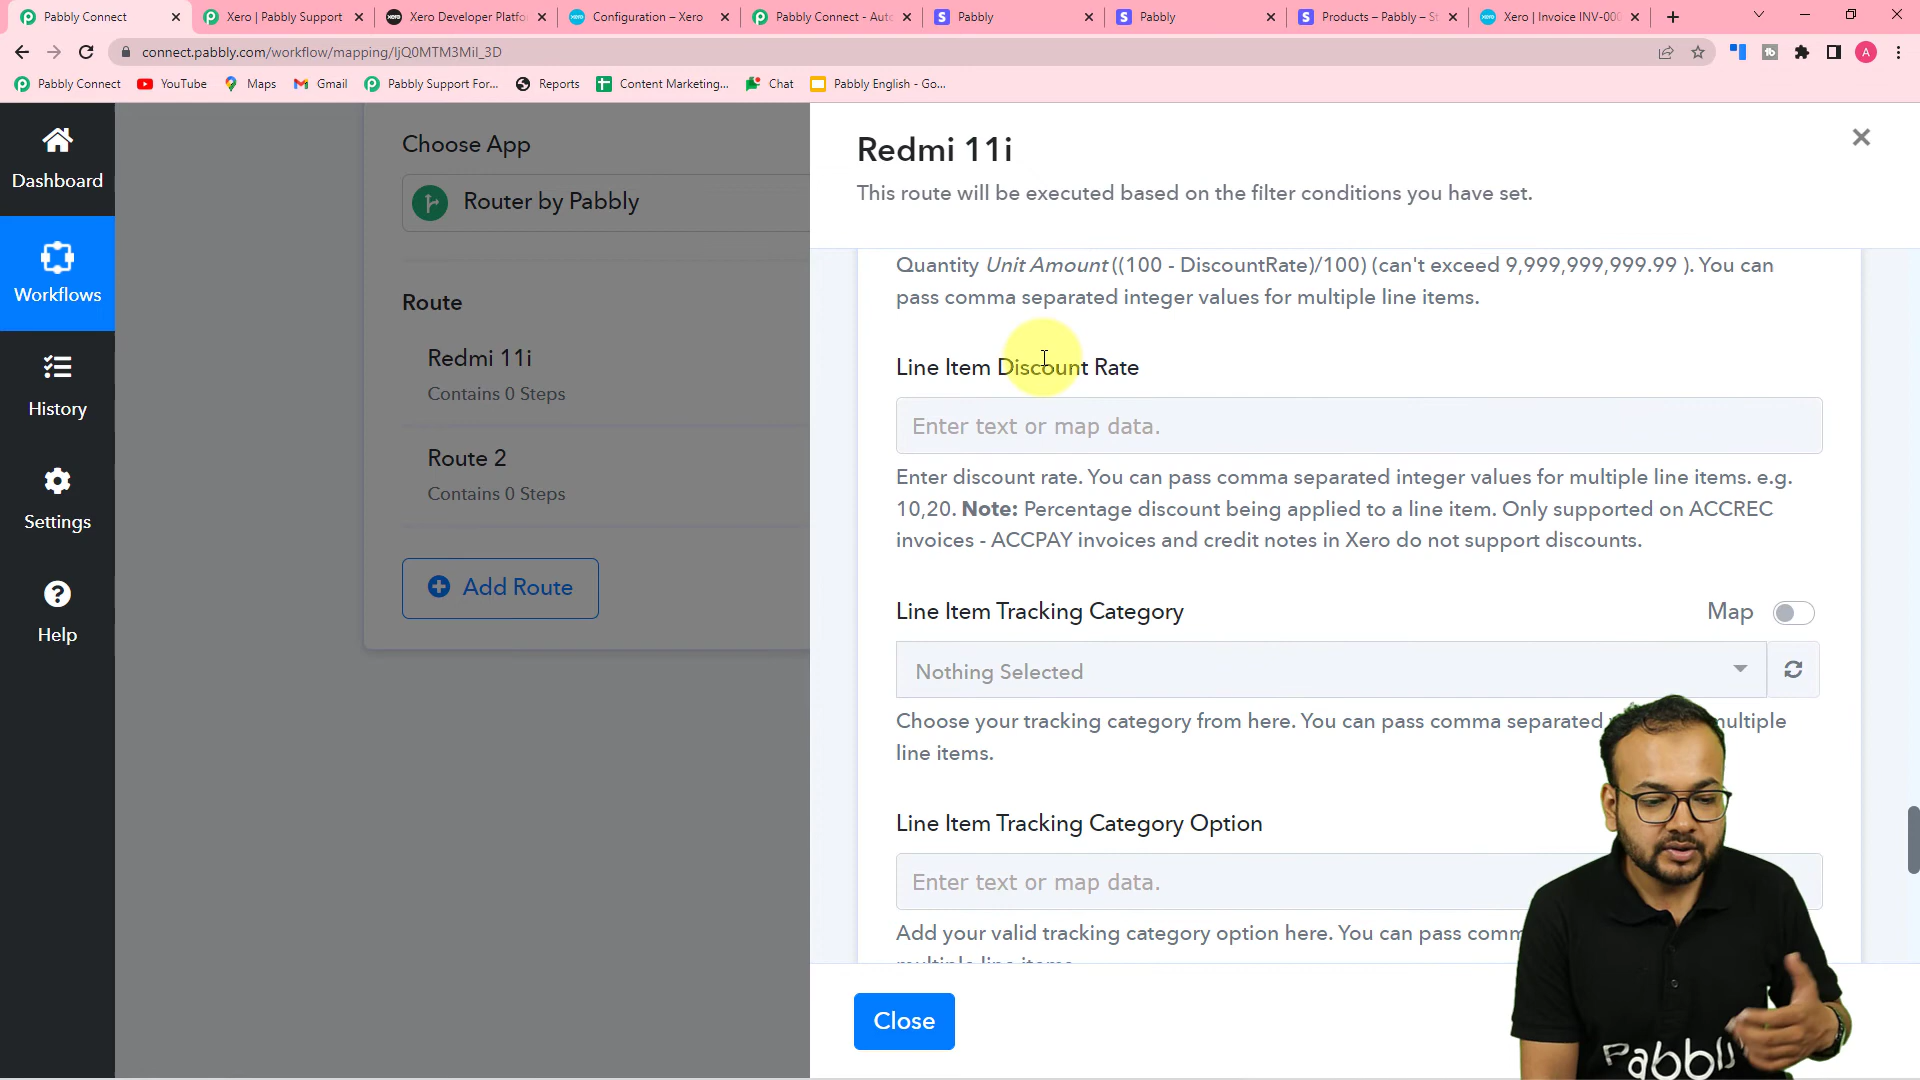 Pabbly Connect
Xero | Pabbly Support
Xero Developer Platfo
Configuration – Xero
Pabbly Connect - Aut
Pabbly
Pabbly
Products – Pabbly – St
Xero | Invoice INV-000
connect.pabbly.com/workflow/mapping/IjQ0MTM3MiI_3D
A
Pabbly Connect
YouTube
Maps
Gmail
Pabbly Support For...
Reports
Content Marketing...
Chat
Pabbly English - Go...
Dashboard
Workflows
History
Settings
Help
Choose App
Router by Pabbly
Route
Redmi 11i
Contains 0 Steps
Route 2
Contains 0 Steps
Add Route
Redmi 11i
This route will be executed based on the filter conditions you have set.
Quantity Unit Amount ((100 - DiscountRate)/100) (can't exceed 9,999,999,999.99 ). You can
pass comma separated integer values for multiple line items.
Line Item Discount Rate
Enter text or map data.
Enter discount rate. You can pass comma separated integer values for multiple line items. e.g.
10,20. Note: Percentage discount being applied to a line item. Only supported on ACCREC
invoices - ACCPAY invoices and credit notes in Xero do not support discounts.
Line Item Tracking Category
Map
Nothing Selected
Choose your tracking category from here. You can pass comma separated multiple
line items.
Line Item Tracking Category Option
Enter text or map data.
Add your valid tracking category option here. You can pass comm
multiple line items.
Close
Pabbly